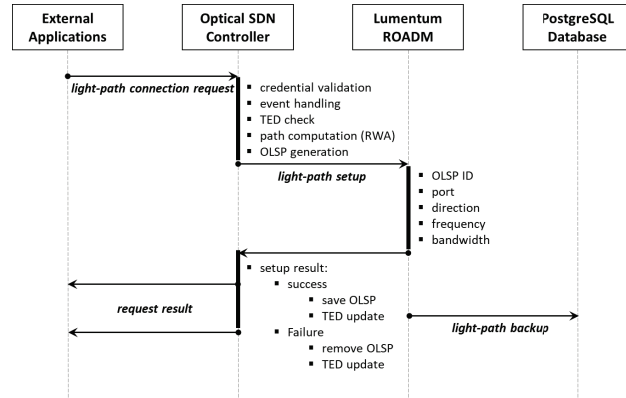 External
Applications
Optical SDN
Controller
Lumentum
ROADM
PostgreSQL
Database
light-path connection request
▪ credential validation
▪ event handling
▪ TED check
▪ path computation (RWA)
▪ OLSP generation
light-path setup
▪ OLSP ID
▪ port
▪ direction
▪ frequency
▪ bandwidth
▪ setup result:
▪ success
▪ save OLSP
▪ TED update
▪ Failure
▪ remove OLSP
▪ TED update
request result
light-path backup